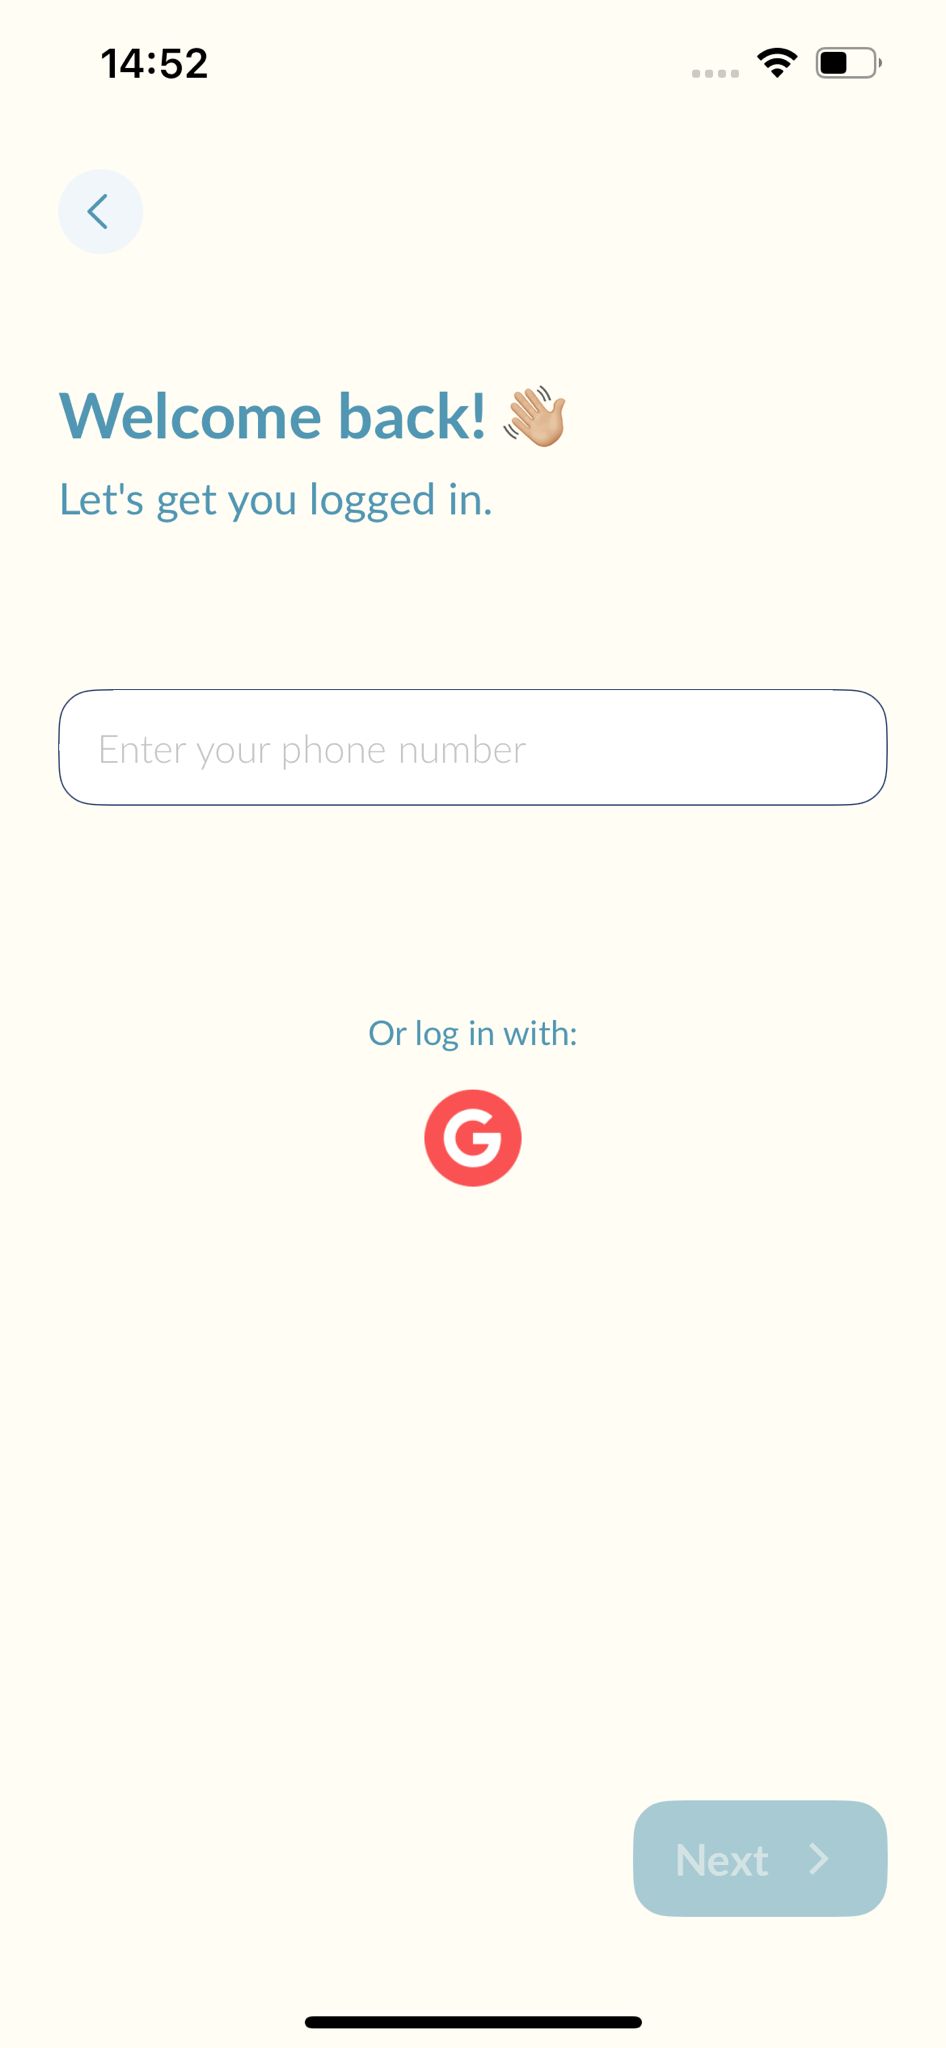 14:52
Welcome back! 👋🏼
Let's get you logged in.
Enter your phone number
Or log in with:
G
Next